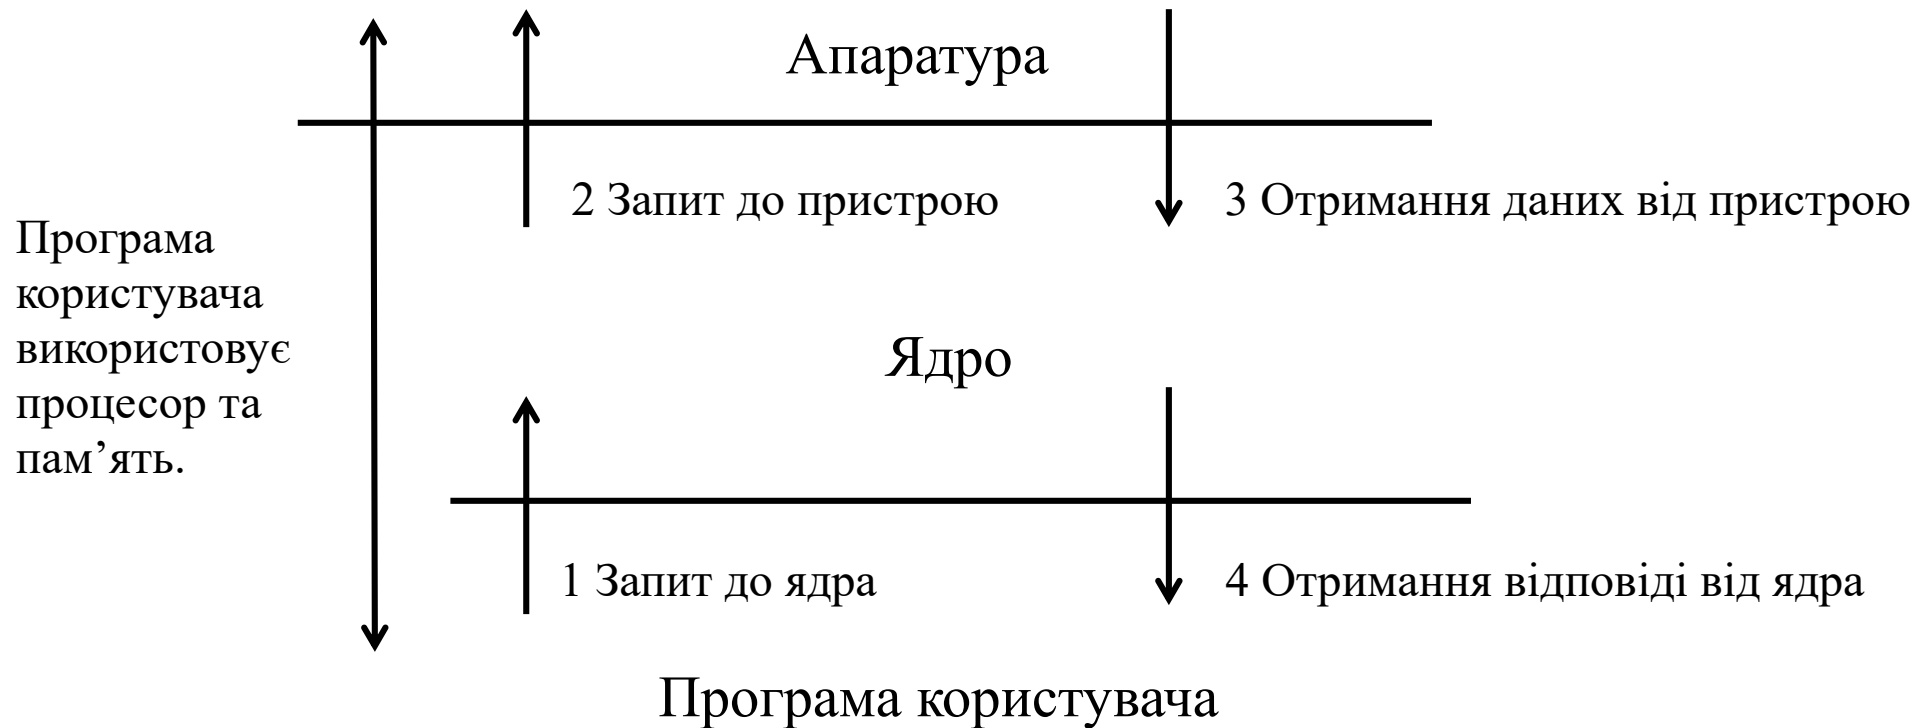 Апаратура
2 Запит до пристрою
3 Отримання даних від пристрою
Програма
користувача
використовує
процесор та
пам’ять.
Ядро
1 Запит до ядра
4 Отримання відповіді від ядра
Програма користувача